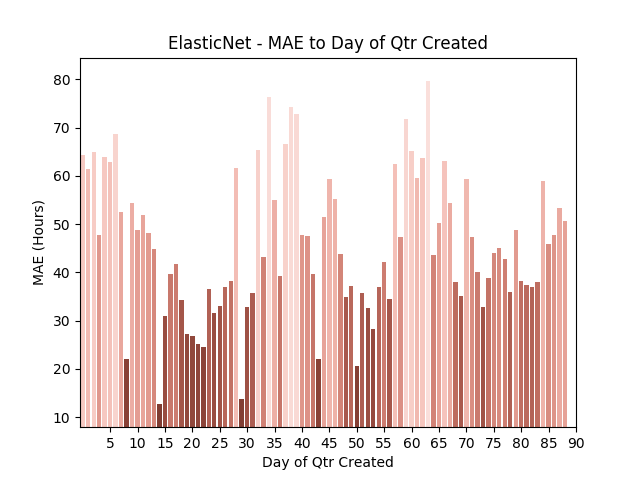 ElasticNet - MAE to Day of Qtr Created
80
70
60
50
40
30
20
10
MAE (Hours)
5 10 15 20 25 30 35 40 45 50 55 60 65 70 75 80 85 90
Day of Qtr Created